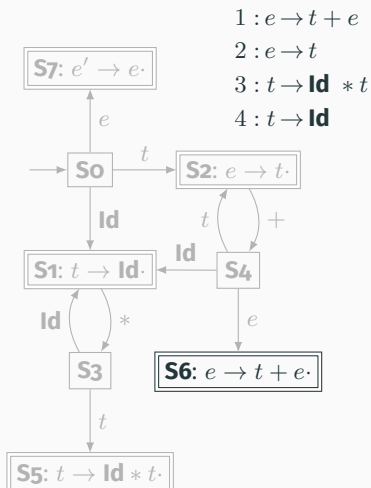 1 : e → t + e
2 : e → t
3 : t → Id * t
4 : t → Id
S7: e′ → e·
e
S0
t
S2: e → t·
Id
t
+
S1: t → Id·
Id
S4
Id
*
e
S3
S6: e → t + e·
t
S5: t → Id * t·